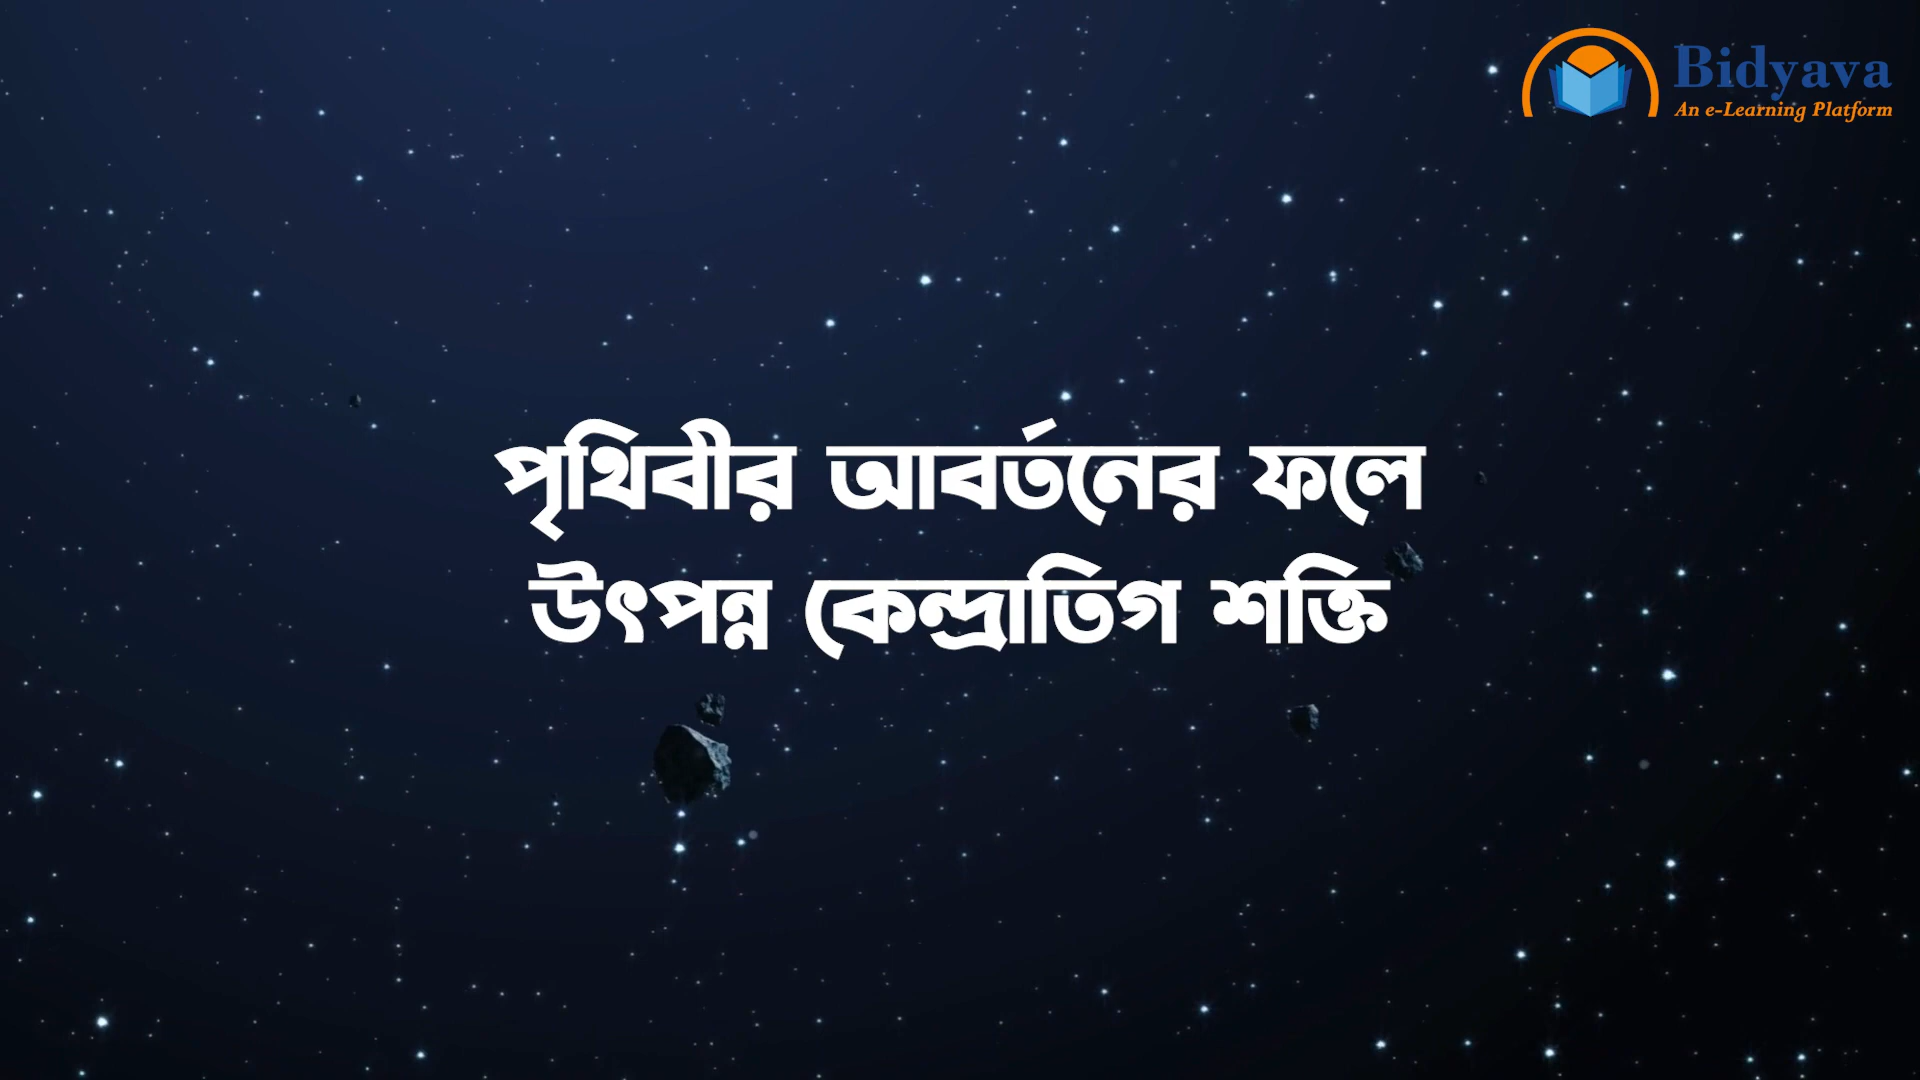 Bidyava
An e-Learning Platform
পৃথিবীর আবর্তনের ফলে
উৎপন্ন কেন্দ্রাতিগ শক্তি